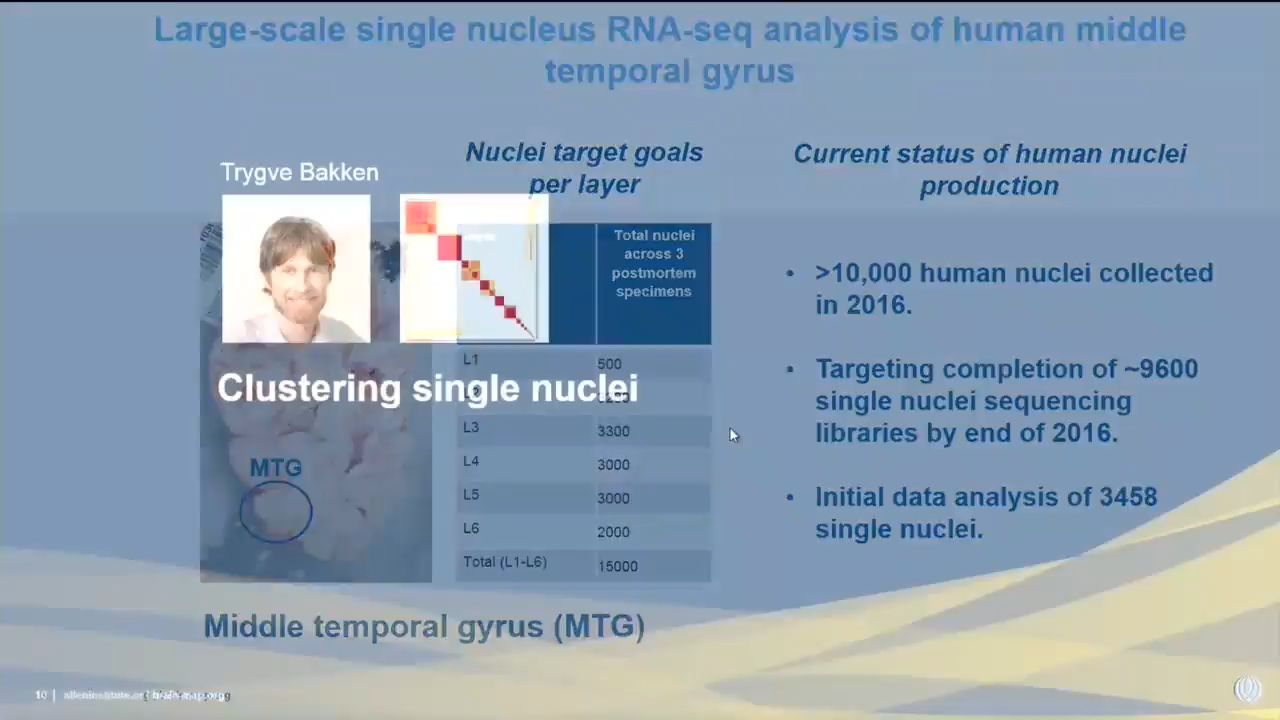 Large-scale single nucleus RNA-seq analysis of human middle
temporal gyrus
Trygve Bakken
Nuclei target goals
per layer
Current status of human nuclei
production
Total nuclei
across 3
postmortem
specimens
L1 500
L3 3300
L4 3000
L5 3000
L6 2000
Total (L1-L6) 15000
Clustering single nuclei
MTG
Middle temporal gyrus (MTG)
• >10,000 human nuclei collected
in 2016.
• Targeting completion of ~9600
single nuclei sequencing
libraries by end of 2016.
• Initial data analysis of 3458
single nuclei.
10 | alleninstitute.org brain-map.org